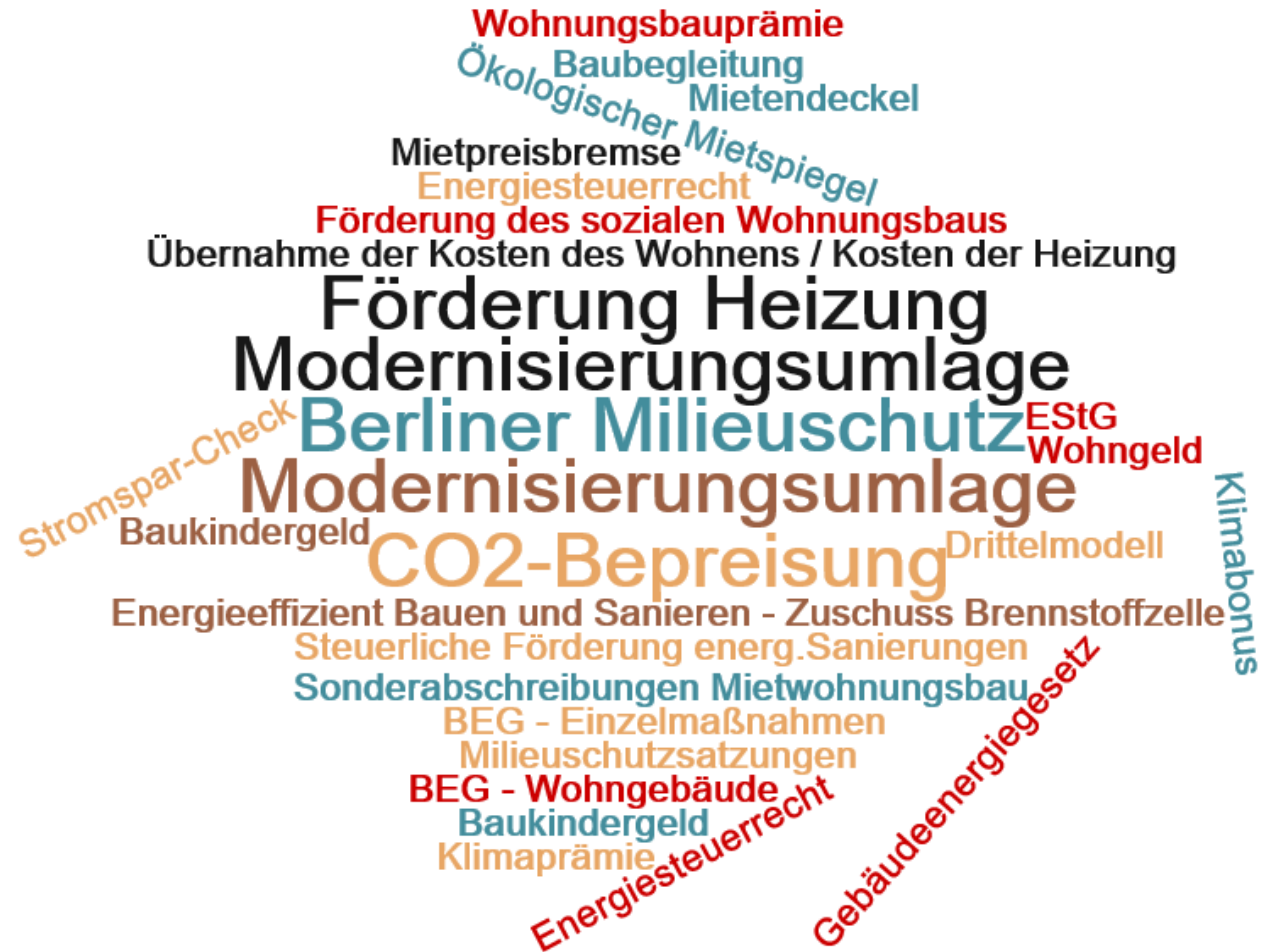 Wohnungsbauprämie
Baubegleitung
Ökologischer Mietspiegel
Mietendeckel
Mietpreisbremse
Energiesteuerrecht
Förderung des sozialen Wohnungsbaus
Übernahme der Kosten des Wohnens / Kosten der Heizung
Förderung Heizung
Modernisierungsumlage
Berliner Milieuschutz
EStG
Wohngeld
Stromspar-Check
Modernisierungsumlage
Klimabonus
Baukindergeld
CO2-Bepreisung
Drittelmodell
Energieeffizient Bauen und Sanieren - Zuschuss Brennstoffzelle
Steuerliche Förderung energ.Sanierungen
Sonderabschreibungen Mietwohnungsbau
BEG - Einzelmaßnahmen
Milieuschutzsatzungen
BEG - Wohngebäude
Baukindergeld
Klimaprämie
Energiesteuerrecht
Gebäudeenergiegesetz